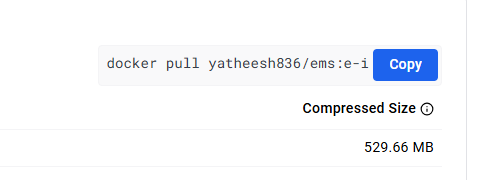 docker pull yatheesh836/ems:e-i
Copy
Compressed Size
529.66 MB